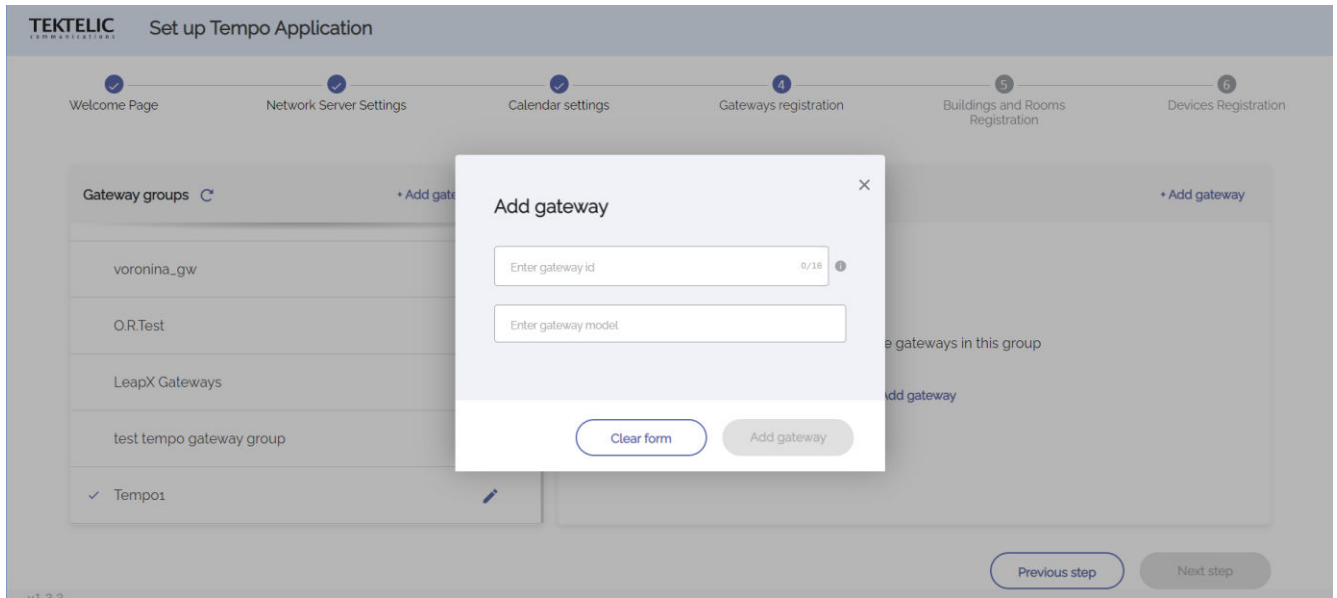 TEKTELIC
communications
Set up Tempo Application
4
5
6
Welcome Page
Network Server Settings
Calendar settings
Gateways registration
Buildings and Rooms
Registration
Devices Registration
Gateway groups
+ Add gate
+ Add gateway
Add gateway
Enter gateway id
0/16
Enter gateway model
Clear form
Add gateway
voronina_gw
O.R.Test
LeapX Gateways
test tempo gateway group
Tempo1
e gateways in this group
Add gateway
Previous step
Next step